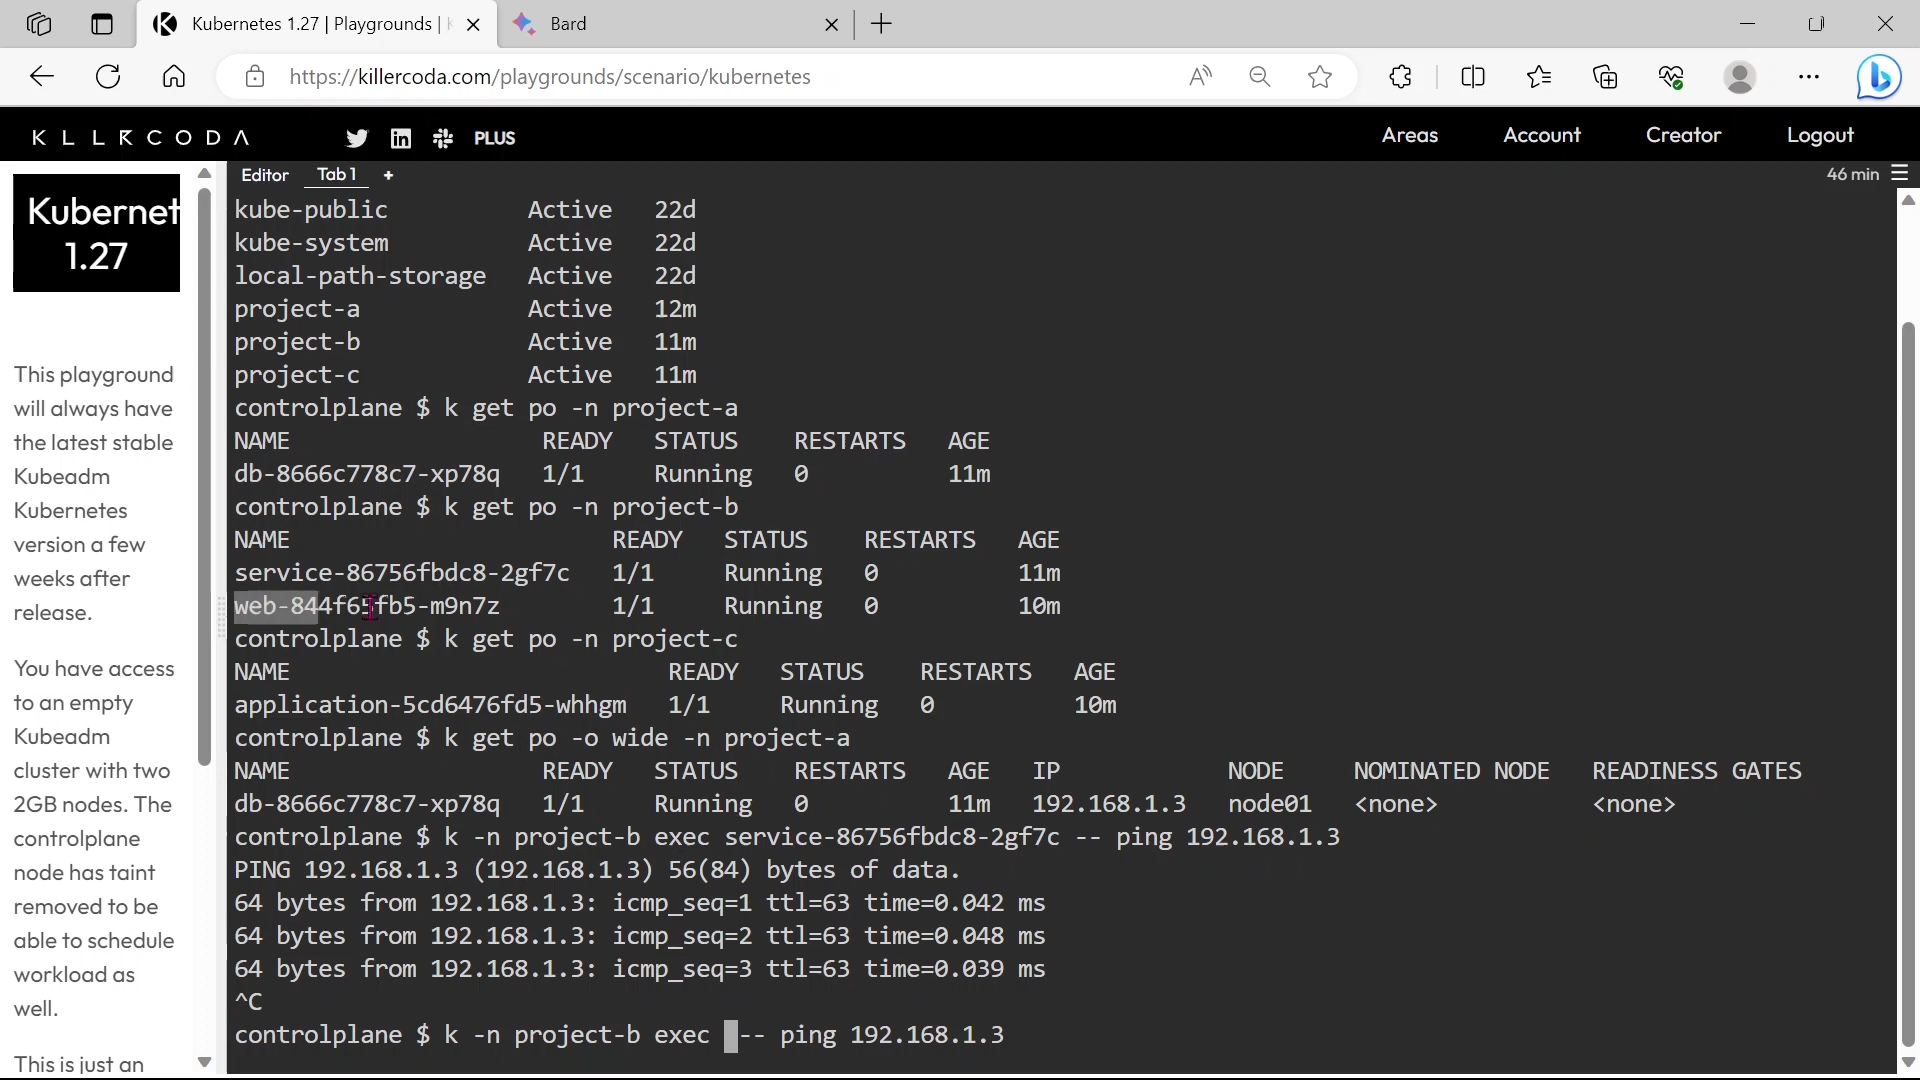 Kubernetes 1.27 | Playgrounds |
Bard
https://killercoda.com/playgrounds/scenario/kubernetes
KLLRCODA
PLUS
Areas
Account
Creator
Logout
Kubernet
1.27
This playground
will always have
the latest stable
Kubeadm
Kubernetes
version a few
weeks after
release.
You have access
to an empty
Kubeadm
cluster with two
2GB nodes. The
controlplane
node has taint
removed to be
able to schedule
workload as
well.
This is just an
Editor Tab 1 +
46 min
kube-public Active 22d
kube-system Active 22d
local-path-storage Active 22d
project-a Active 12m
project-b Active 11m
project-c Active 11m
controlplane $ k get po -n project-a
NAME READY STATUS RESTARTS AGE
db-8666c778c7-xp78q 1/1 Running 0 11m
controlplane $ k get po -n project-b
NAME READY STATUS RESTARTS AGE
service-86756fbdc8-2gf7c 1/1 Running 0 11m
web-844f65fb5-m9n7z 1/1 Running 0 10m
controlplane $ k get po -n project-c
NAME READY STATUS RESTARTS AGE
application-5cd6476fd5-whhgm 1/1 Running 0 10m
controlplane $ k get po -o wide -n project-a
NAME READY STATUS RESTARTS AGE IP NODE NOMINATED NODE READINESS GATES
db-8666c778c7-xp78q 1/1 Running 0 11m 192.168.1.3 node01 <none> <none>
controlplane $ k -n project-b exec service-86756fbdc8-2gf7c -- ping 192.168.1.3
PING 192.168.1.3 (192.168.1.3) 56(84) bytes of data.
64 bytes from 192.168.1.3: icmp_seq=1 ttl=63 time=0.042 ms
64 bytes from 192.168.1.3: icmp_seq=2 ttl=63 time=0.048 ms
64 bytes from 192.168.1.3: icmp_seq=3 ttl=63 time=0.039 ms
^C
controlplane $ k -n project-b exec -- ping 192.168.1.3